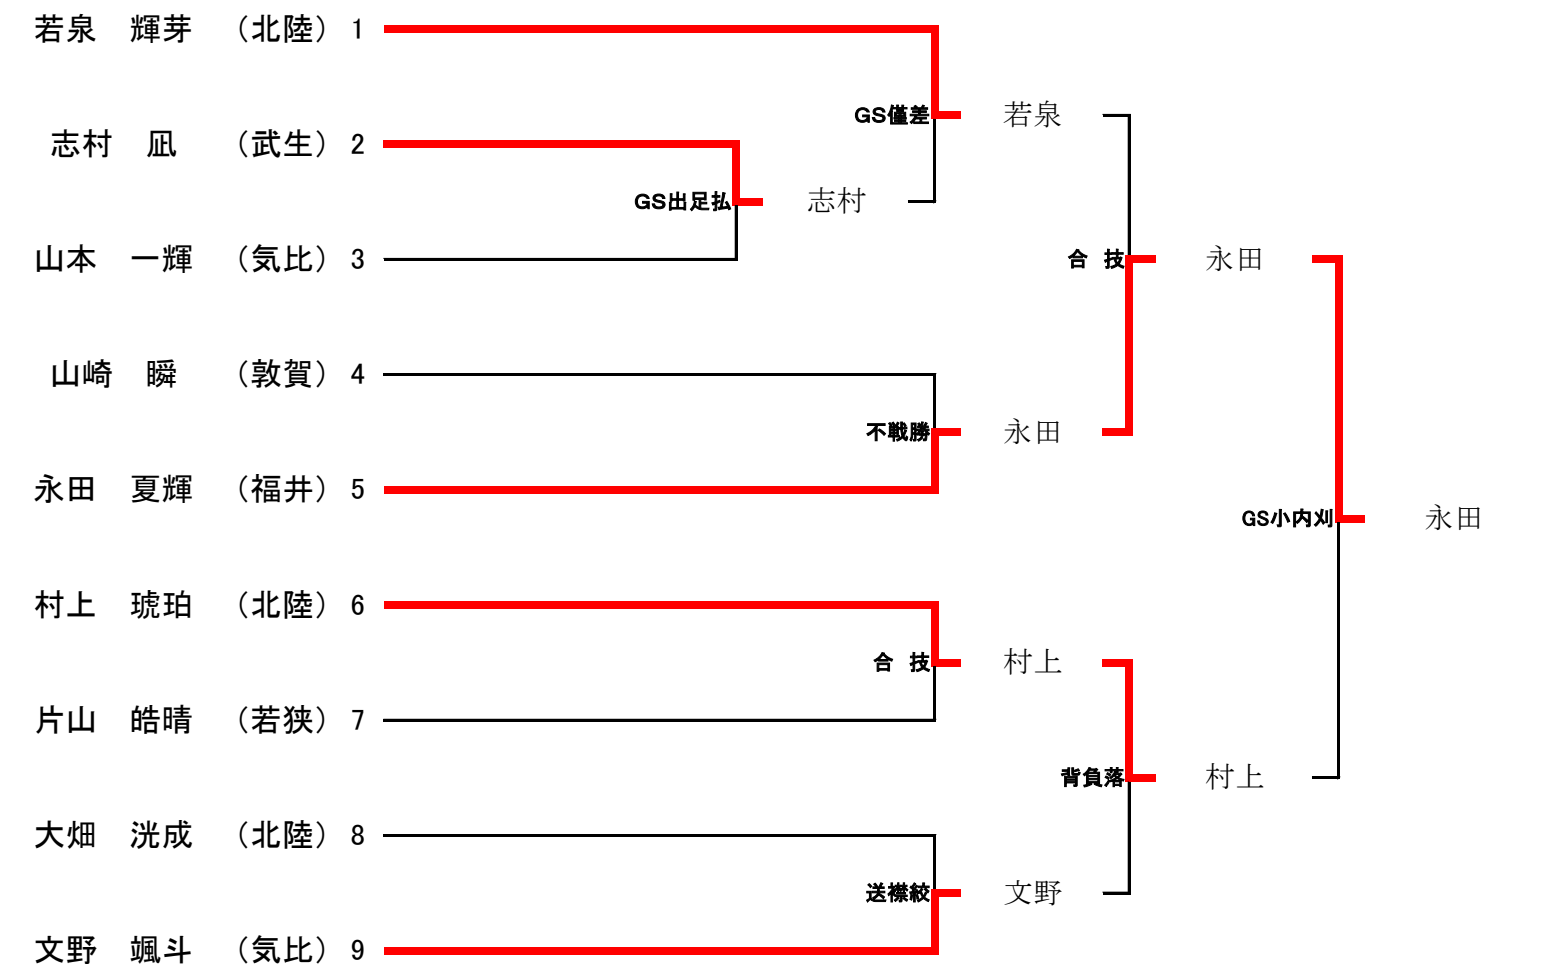 若泉　輝芽　（北陸） 1
GS僅差　若泉
志村　凪　（武生） 2
GS出足払　志村
山本　一輝　（気比） 3
合 技　永田
山崎　瞬　（敦賀） 4
不戦勝　永田
永田　夏輝　（福井） 5
GS小内刈　永田
村上　琥珀　（北陸） 6
合 技　村上
片山　皓晴　（若狭） 7
背負落　村上
大畑　洸成　（北陸） 8
送襟絞　文野
文野　颯斗　（気比） 9